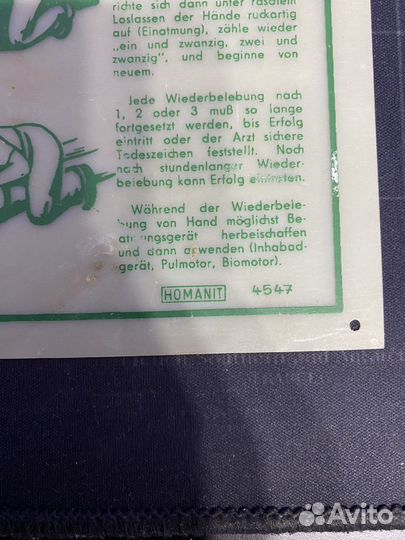 richte sich dann unter raschem
Loslassen der Hände ruckartig
auf (Einatmung), zähle wieder
„ein und zwanzig, zwei und
zwanzig", und beginne von
neuem.
Jede Wiederbelebung nach
1, 2 oder 3 muß so lange
fortgesetzt werden, bis Erfolg
eintritt oder der Arzt sichere
Todeszeichen feststellt. Noch
nach stundenlanger Wieder-
belebung kann Erfolg eintreten.
Während der Wiederbele-
bung von Hand möglichst Be-
atmungsgerät herbeischaffen
und dann anwenden (Inhabad-
gerät, Pulmotor, Biomotor).
HOMANIT 4547
Avito